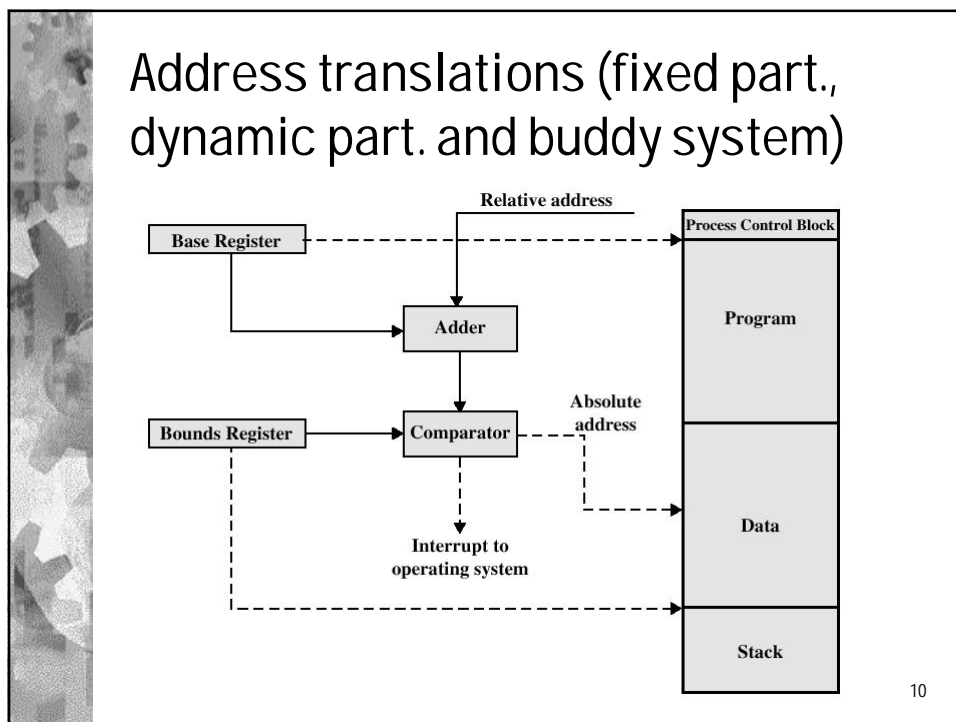 Address translations (fixed part.,
dynamic part. and buddy system)
Relative address
Process Control Block
Base Register
Program
Adder
Absolute
address
Bounds Register
Comparator
Data
Interrupt to
operating system
Stack
10